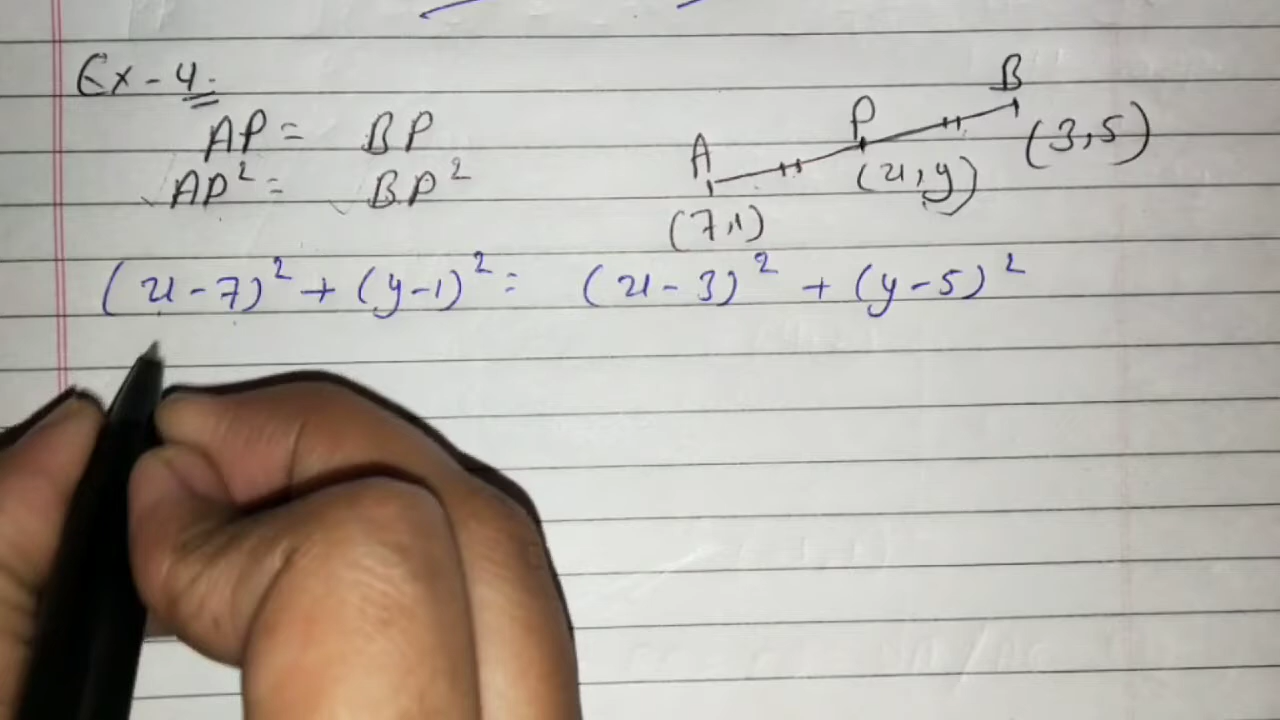 Ex-4.
AP = BP
AP² = BP²
B
P
A
(3,5)
(x,y)
(7,1)
(x-7)² + (y-1)² = (x-3)² + (y-5)²